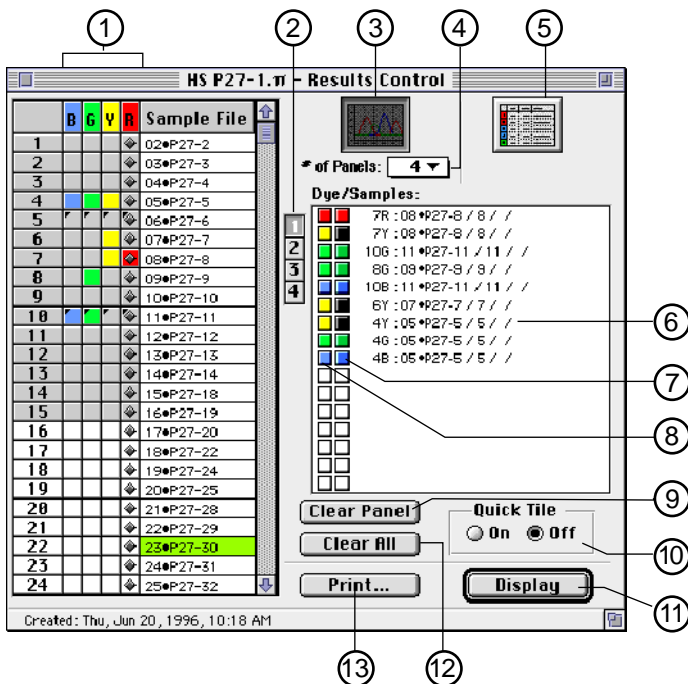 1 2 3 4 5
HS P27-1.π - Results Control
B G Y R Sample File
1 02●P27-2
2 03●P27-3
3 04●P27-4
4 05●P27-5
5 06●P27-6
6 07●P27-7
7 08●P27-8
8 09●P27-9
9 10●P27-10
10 11●P27-11
11 12●P27-12
12 13●P27-13
13 14●P27-14
14 15●P27-18
15 16●P27-19
16 17●P27-20
17 18●P27-22
18 19●P27-24
19 20●P27-25
20 21●P27-28
21 22●P27-29
22 23●P27-30
23 24●P27-31
24 25●P27-32
# of Panels: 4
Dye/Samples:
1
2
3
4
7R : 08●P27-8 / 8 / /
7Y : 08●P27-8 / 8 / /
10G : 11●P27-11 / 11 / /
8G : 09●P27-9 / 9 / /
10B : 11●P27-11 / 11 / /
6Y : 07●P27-7 / 7 / /
4Y : 05●P27-5 / 5 / /
4G : 05●P27-5 / 5 / /
4B : 05●P27-5 / 5 / /
6
7
8
Clear Panel
9
Quick Tile
On Off
10
Clear All
Print...
Display
11
Created: Thu, Jun 20, 1996, 10:18 AM
13 12